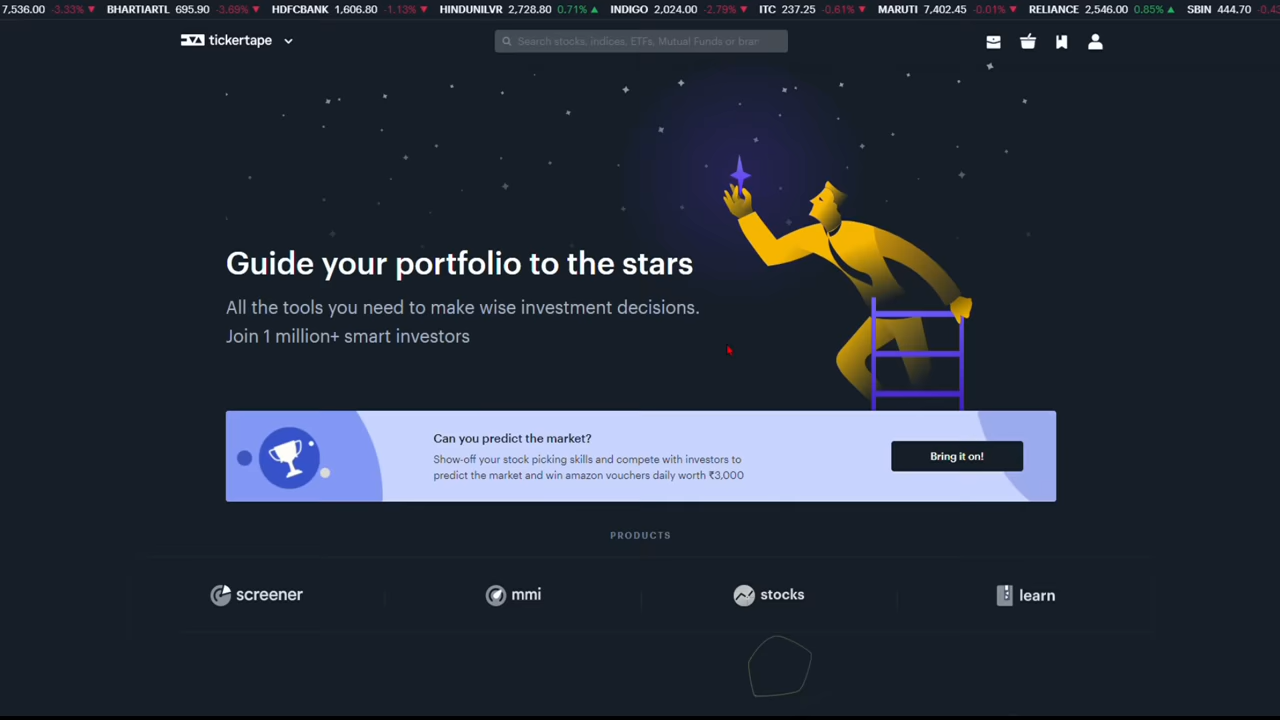 7,536.00 -3.33% ▼ BHARTIARTL 695.90 -3.69% ▼ HDFCBANK 1,606.80 -1.13% ▼ HINDUNILVR 2,728.80 0.71% ▲ INDIGO 2,024.00 -2.79% ▼ ITC 237.25 -0.61% ▼ MARUTI 7,402.45 -0.01% ▼ RELIANCE 2,546.00 0.85% ▲ SBIN 444.70
tickertape
Search stocks, indices, ETFs, Mutual Funds or bran
Guide your portfolio to the stars
All the tools you need to make wise investment decisions.
Join 1 million+ smart investors
Can you predict the market?
Show-off your stock picking skills and compete with investors to
predict the market and win amazon vouchers daily worth ₹3,000
Bring it on!
PRODUCTS
screener
mmi
stocks
learn